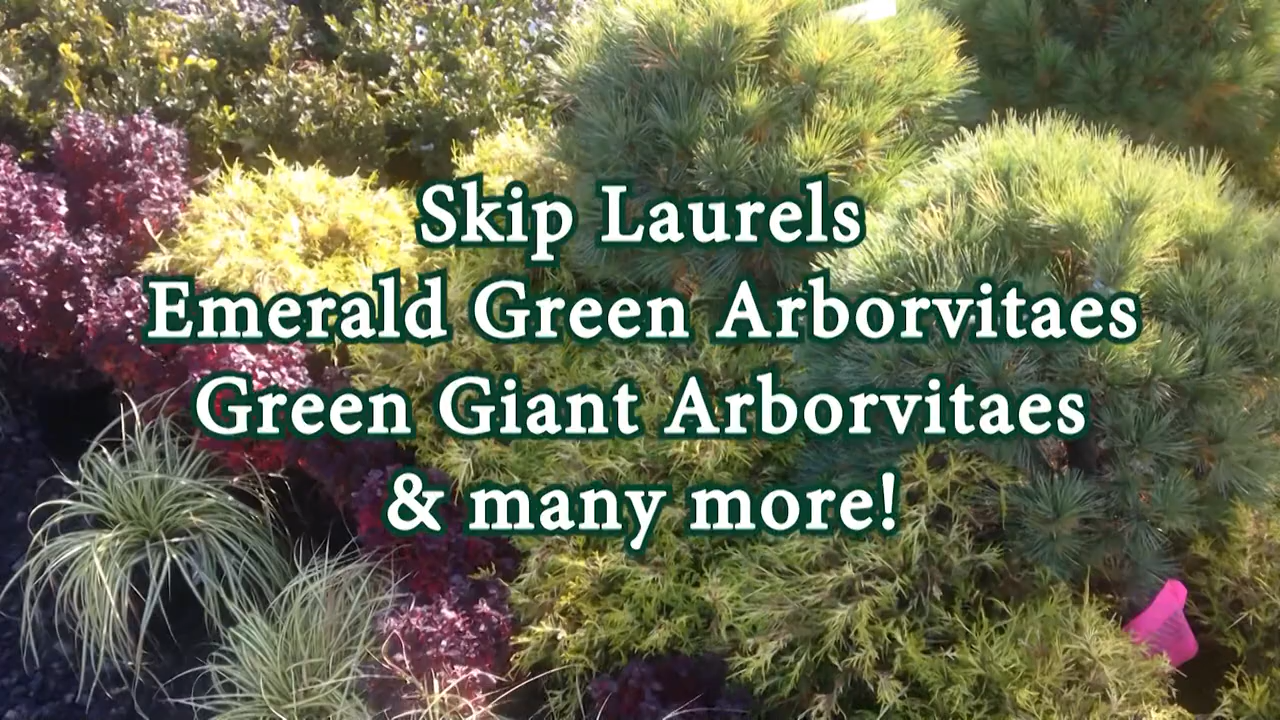 Skip Laurels
Emerald Green Arborvitaes
Green Giant Arborvitaes
& many more!